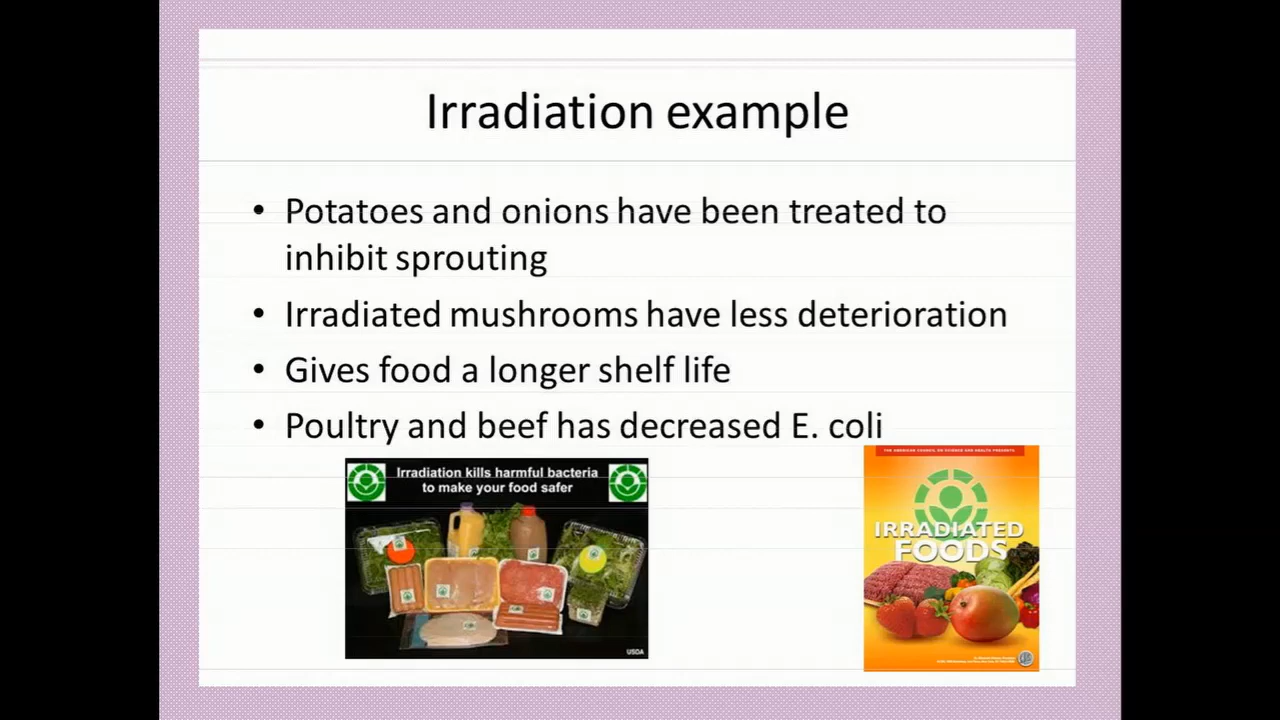 Irradiation example
• Potatoes and onions have been treated to
inhibit sprouting
• Irradiated mushrooms have less deterioration
• Gives food a longer shelf life
• Poultry and beef has decreased E. coli
Irradiation kills harmful bacteria
to make your food safer
USDA
THE AMERICAN COUNCIL ON SCIENCE AND HEALTH PRESENTS
IRRADIATED
FOODS